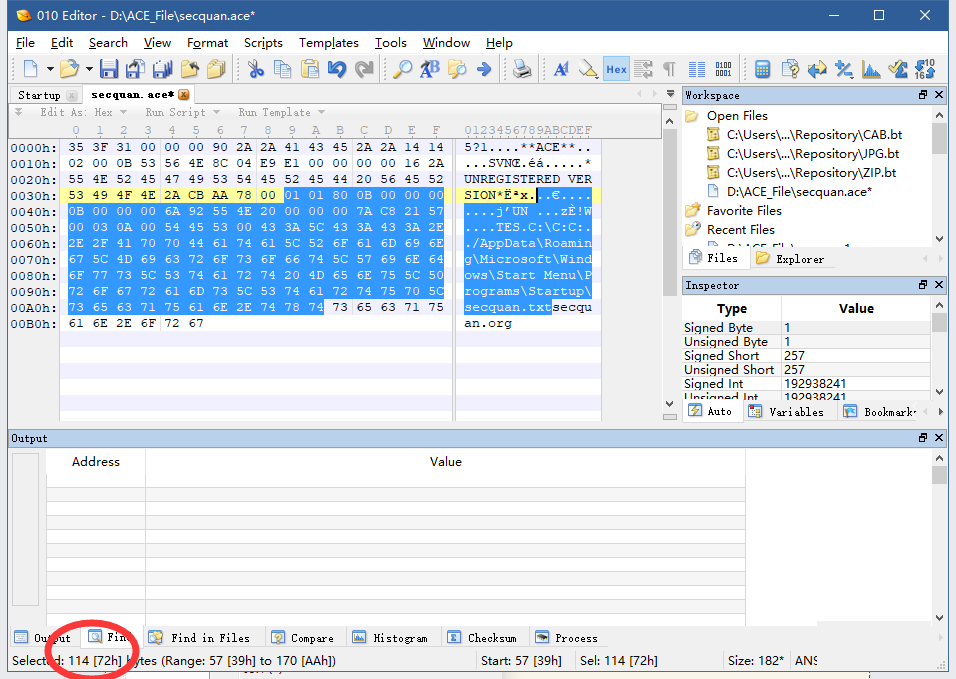 010 Editor - D:\ACE_File\secquan.ace*
File Edit Search View Format Scripts Templates Tools Window Help
Hex
Startup secquan.ace*
Edit As: Hex Run Script Run Template
0 1 2 3 4 5 6 7 8 9 A B C D E F 0123456789ABCDEF
0000h: 35 3F 31 00 00 00 90 2A 2A 41 43 45 2A 2A 14 14 5?1....**ACE**..
0010h: 02 00 0B 53 56 4E 8C 04 E9 E1 00 00 00 00 16 2A ...SVNŒ.éá.....*
0020h: 55 4E 52 45 47 49 53 54 45 52 45 44 20 56 45 52 UNREGISTERED VER
0030h: 53 49 4F 4E 2A CB AA 78 00 01 01 80 0B 00 00 00 SION*Ëªx...€....
0040h: 0B 00 00 00 6A 92 55 4E 20 00 00 00 7A C8 21 57 ....j’UN ...zÈ!W
0050h: 00 03 0A 00 54 45 53 00 43 3A 5C 43 3A 43 3A 2E ....TES.C:\C:C:.
0060h: 2E 2F 41 70 70 44 61 74 61 5C 52 6F 61 6D 69 6E ./AppData\Roamin
0070h: 67 5C 4D 69 63 72 6F 73 6F 66 74 5C 57 69 6E 64 g\Microsoft\Wind
0080h: 6F 77 73 5C 53 74 61 72 74 20 4D 65 6E 75 5C 50 ows\Start Menu\P
0090h: 72 6F 67 72 61 6D 73 5C 53 74 61 72 74 75 70 5C rograms\Startup\
00A0h: 73 65 63 71 75 61 6E 2E 74 78 74 73 65 63 71 75 secquan.txtsecqu
00B0h: 61 6E 2E 6F 72 67 an.org
Workspace
Open Files
C:\Users\...\Repository\CAB.bt
C:\Users\...\Repository\JPG.bt
C:\Users\...\Repository\ZIP.bt
D:\ACE_File\secquan.ace*
Favorite Files
Recent Files
Files Explorer
Inspector
Type Value
Signed Byte 1
Unsigned Byte 1
Signed Short 257
Unsigned Short 257
Signed Int 192938241
Unsigned Int 192938241
Auto Variables Bookmark
Output
Address Value
Output Find Find in Files Compare Histogram Checksum Process
Selected: 114 [72h] bytes (Range: 57 [39h] to 170 [AAh]) Start: 57 [39h] Sel: 114 [72h] Size: 182* ANS